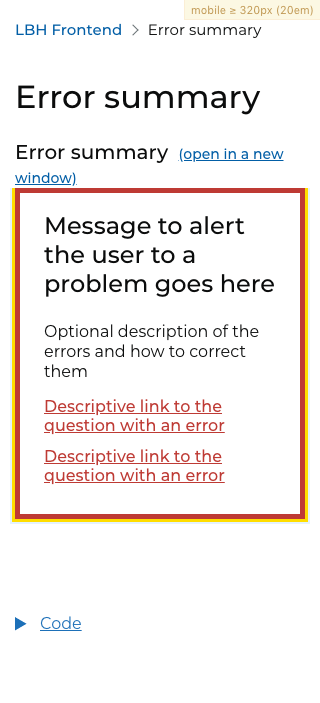 mobile ≥ 320px (20em)
LBH Frontend > Error summary
Error summary
Error summary (open in a new
window)
Message to alert
the user to a
problem goes here
Optional description of the
errors and how to correct
them
Descriptive link to the
question with an error
Descriptive link to the
question with an error
Code